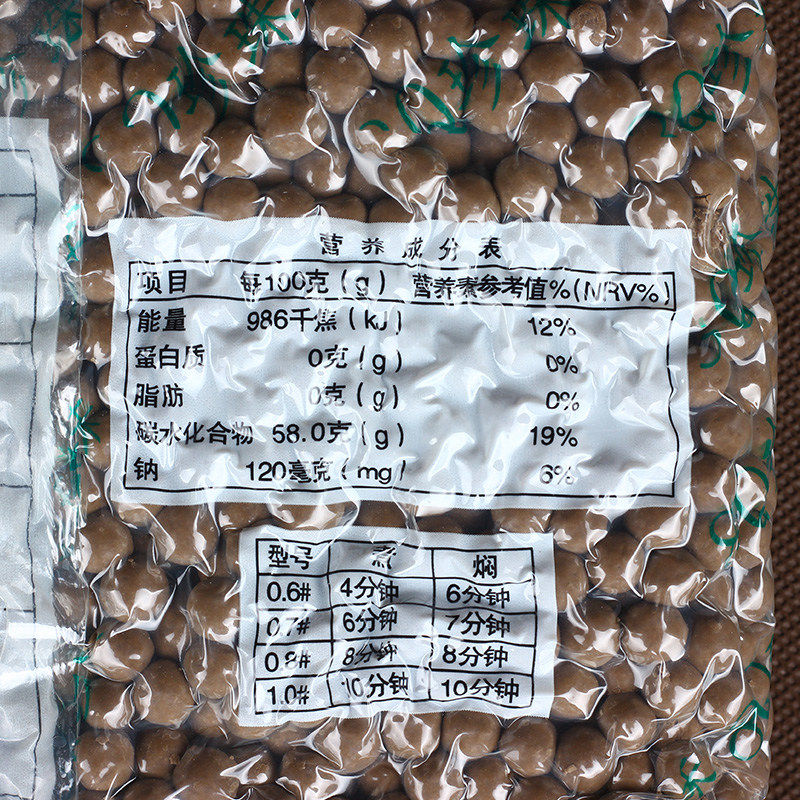 营养成分表
项目 每100克(g) 营养素参考值%(NRV%)
能量 986千焦(kJ) 12%
蛋白质 0克(g) 0%
脂肪 0克(g) 0%
碳水化合物 58.0克(g) 19%
钠 120毫克(mg) 6%
型号 煮 焖
0.6# 4分钟 6分钟
0.7# 6分钟 7分钟
0.8# 8分钟 8分钟
1.0# 10分钟 10分钟